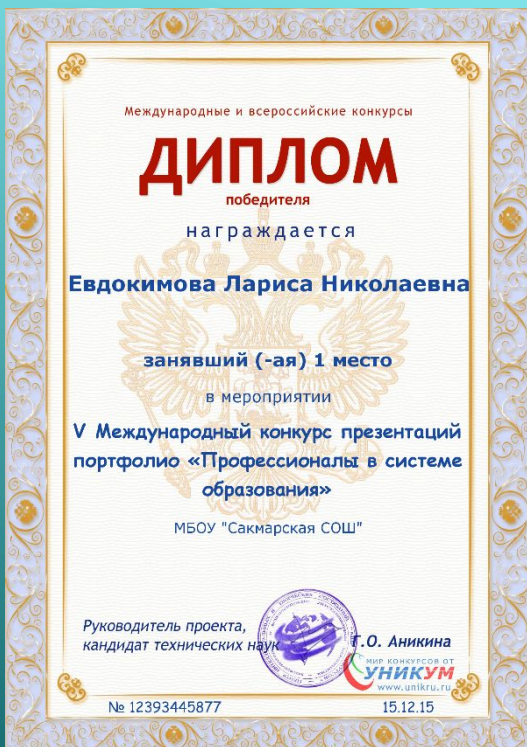 Международные и всероссийские конкурсы
ДИПЛОМ
победителя
награждается
Евдокимова Лариса Николаевна
занявший (-ая) 1 место
в мероприятии
V Международный конкурс презентаций
портфолио «Профессионалы в системе
образования»
МБОУ "Сакмарская СОШ"
Руководитель проекта,
кандидат технических наук
Т.О. Аникина
МИР КОНКУРСОВ ОТ
УНИКУМ
www.unikru.ru
№ 12393445877
15.12.15